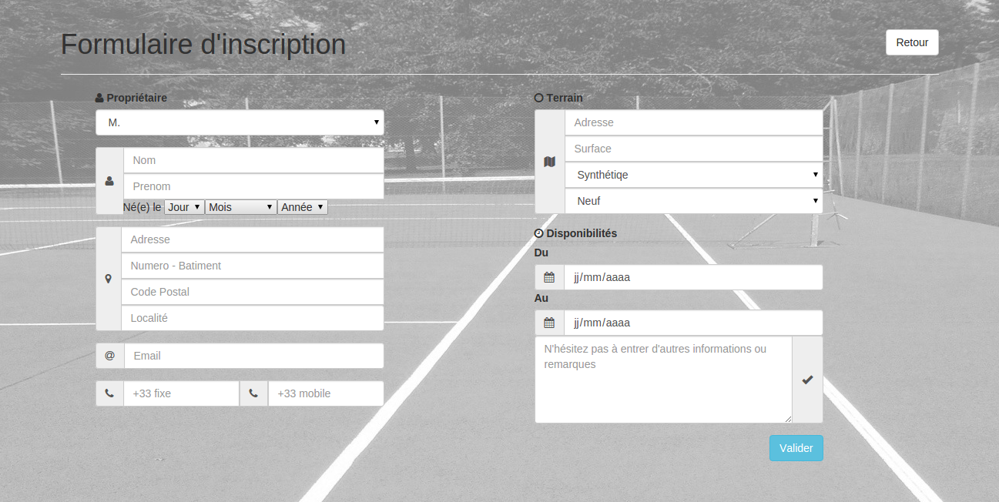 Formulaire d'inscription
Retour
Propriétaire
M.
Nom
Prenom
Né(e) le Jour Mois Année
Adresse
Numero - Batiment
Code Postal
Localité
@ Email
+33 fixe +33 mobile
Terrain
Adresse
Surface
Synthétiqe
Neuf
Disponibilités
Du
jj/mm/aaaa
Au
jj/mm/aaaa
N'hésitez pas à entrer d'autres informations ou
remarques
Valider